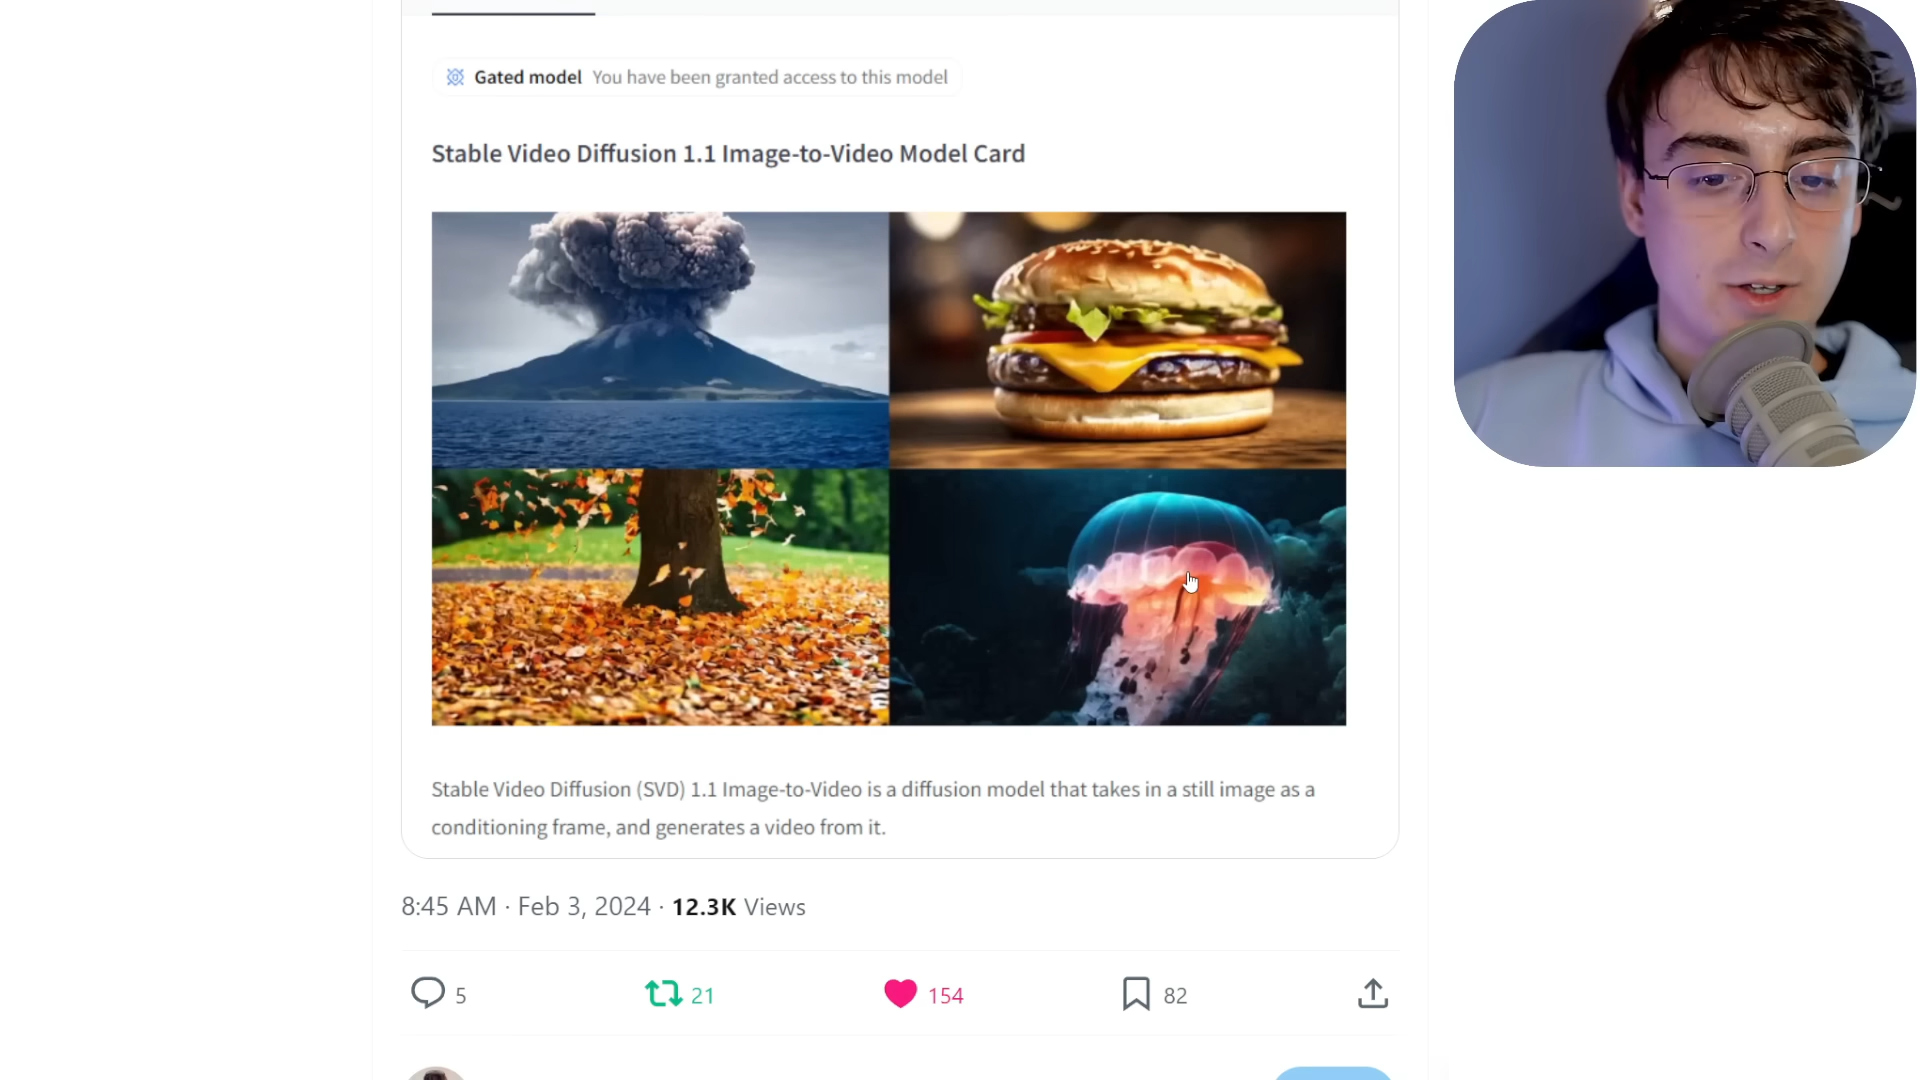 Gated model You have been granted access to this model
Stable Video Diffusion 1.1 Image-to-Video Model Card
Stable Video Diffusion (SVD) 1.1 Image-to-Video is a diffusion model that takes in a still image as a
conditioning frame, and generates a video from it.
8:45 AM · Feb 3, 2024 · 12.3K Views
5 21 154 82